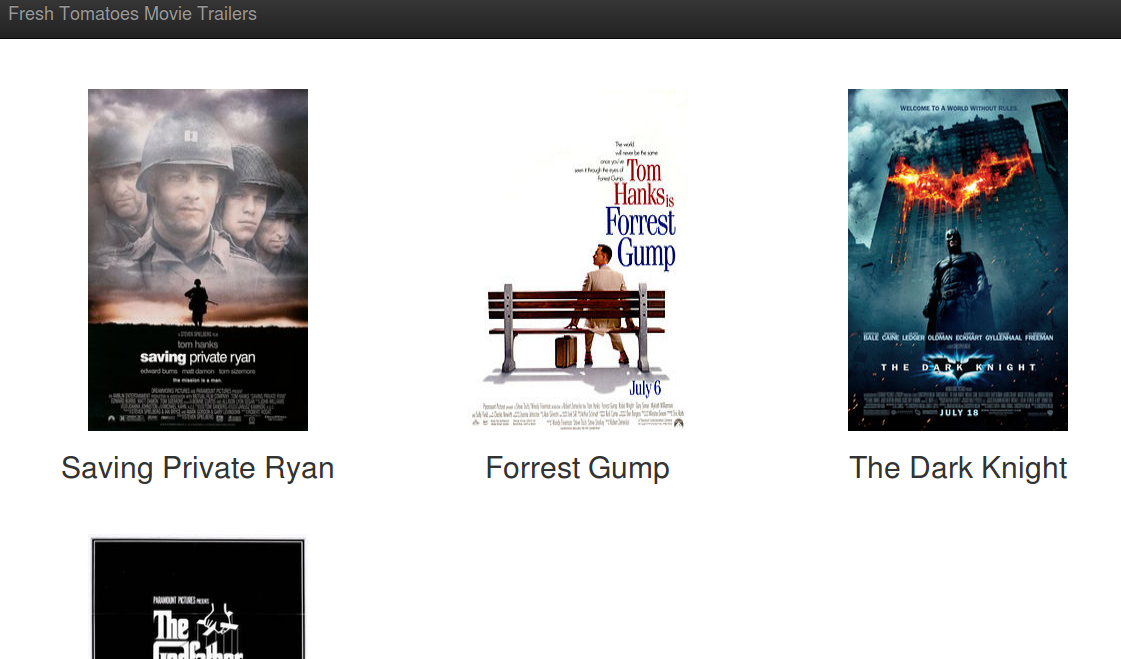 Fresh Tomatoes Movie Trailers
A STEVEN SPIELBERG FILM
tom hanks
saving private ryan
edward burns matt damon tom sizemore
the mission is a man.
Saving Private Ryan
The world
will never be the same
once you've
seen it through the eyes of
Forrest Gump.
Tom
Hanks is
Forrest
Gump
July 6
Forrest Gump
WELCOME TO A WORLD WITHOUT RULES.
BALE CAINE LEDGER OLDMAN ECKHART GYLLENHAAL FREEMAN
THE DARK KNIGHT
JULY 18
The Dark Knight
PARAMOUNT PICTURES PRESENTS
The
Godfather